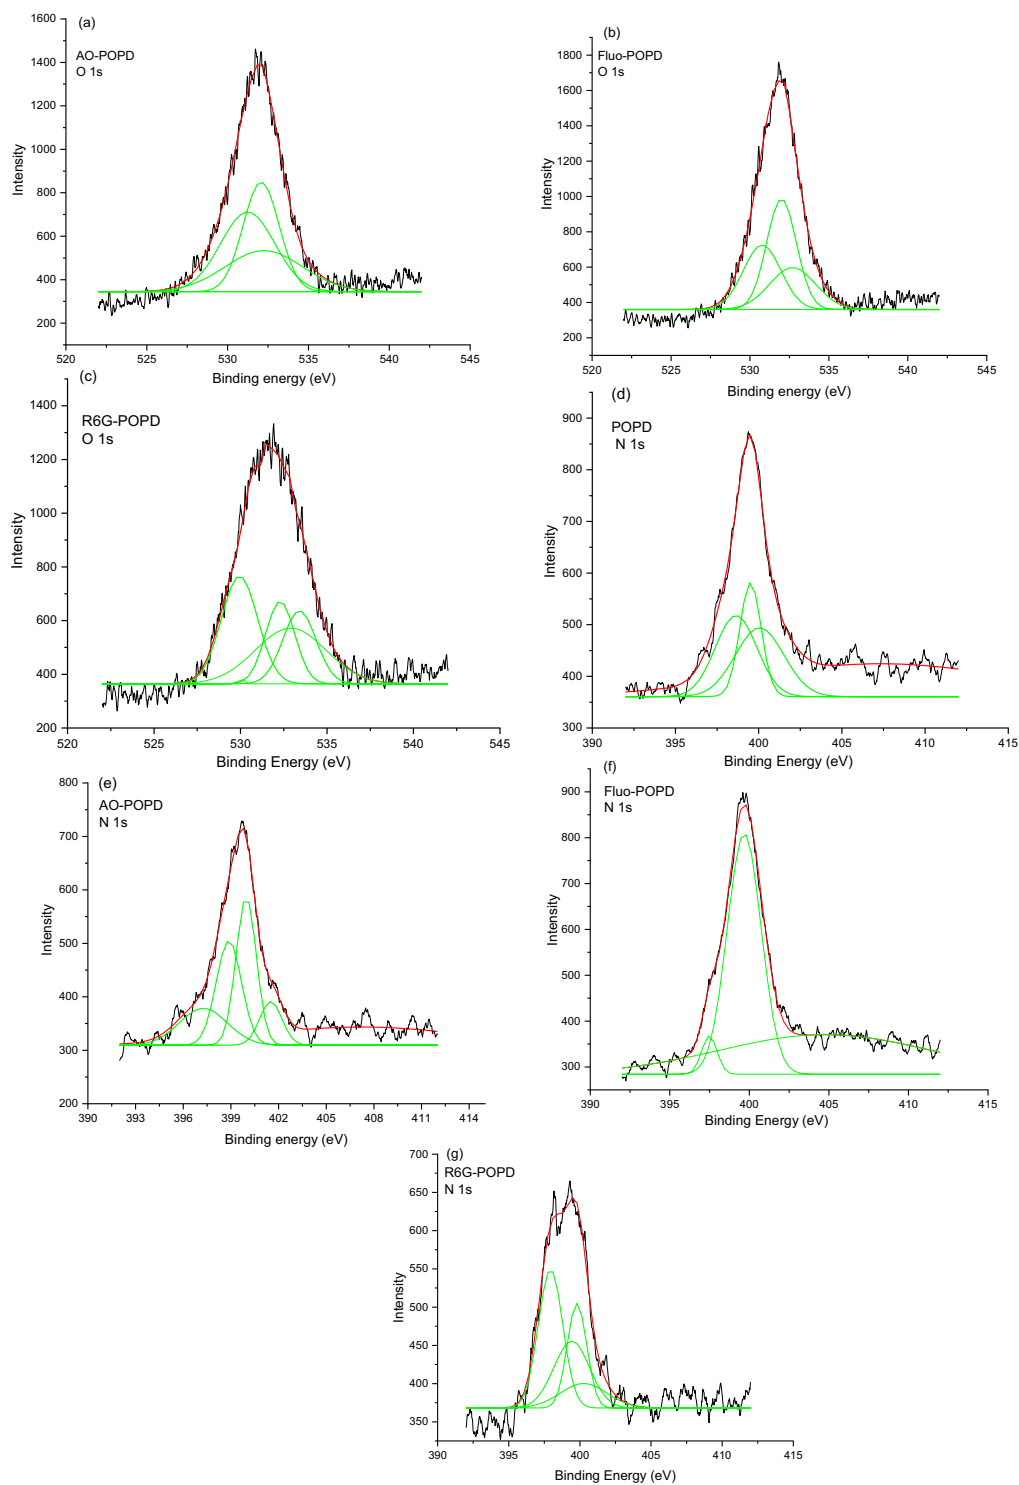 (a)
AO-POPD
O 1s
1600
1400
1200
1000
800
600
400
200
Intensity
520
525
530
535
540
545
Binding energy (eV)
(b)
Fluo-POPD
O 1s
1800
1600
1400
1200
1000
800
600
400
200
Intensity
520
525
530
535
540
545
Binding energy (eV)
(c)
R6G-POPD
O 1s
1400
1200
1000
800
600
400
200
Intensity
520
525
530
535
540
545
Binding Energy (eV)
(d)
POPD
N 1s
900
800
700
600
500
400
300
Intensity
390
395
400
405
410
415
Binding Energy (eV)
(e)
AO-POPD
N 1s
800
700
600
500
400
300
200
Intensity
390
393
396
399
402
405
408
411
414
Binding energy (eV)
(f)
Fluo-POPD
N 1s
900
800
700
600
500
400
300
Intensity
390
395
400
405
410
415
Binding Energy (eV)
(g)
R6G-POPD
N 1s
700
650
600
550
500
450
400
350
Intensity
390
395
400
405
410
415
Binding Energy (eV)